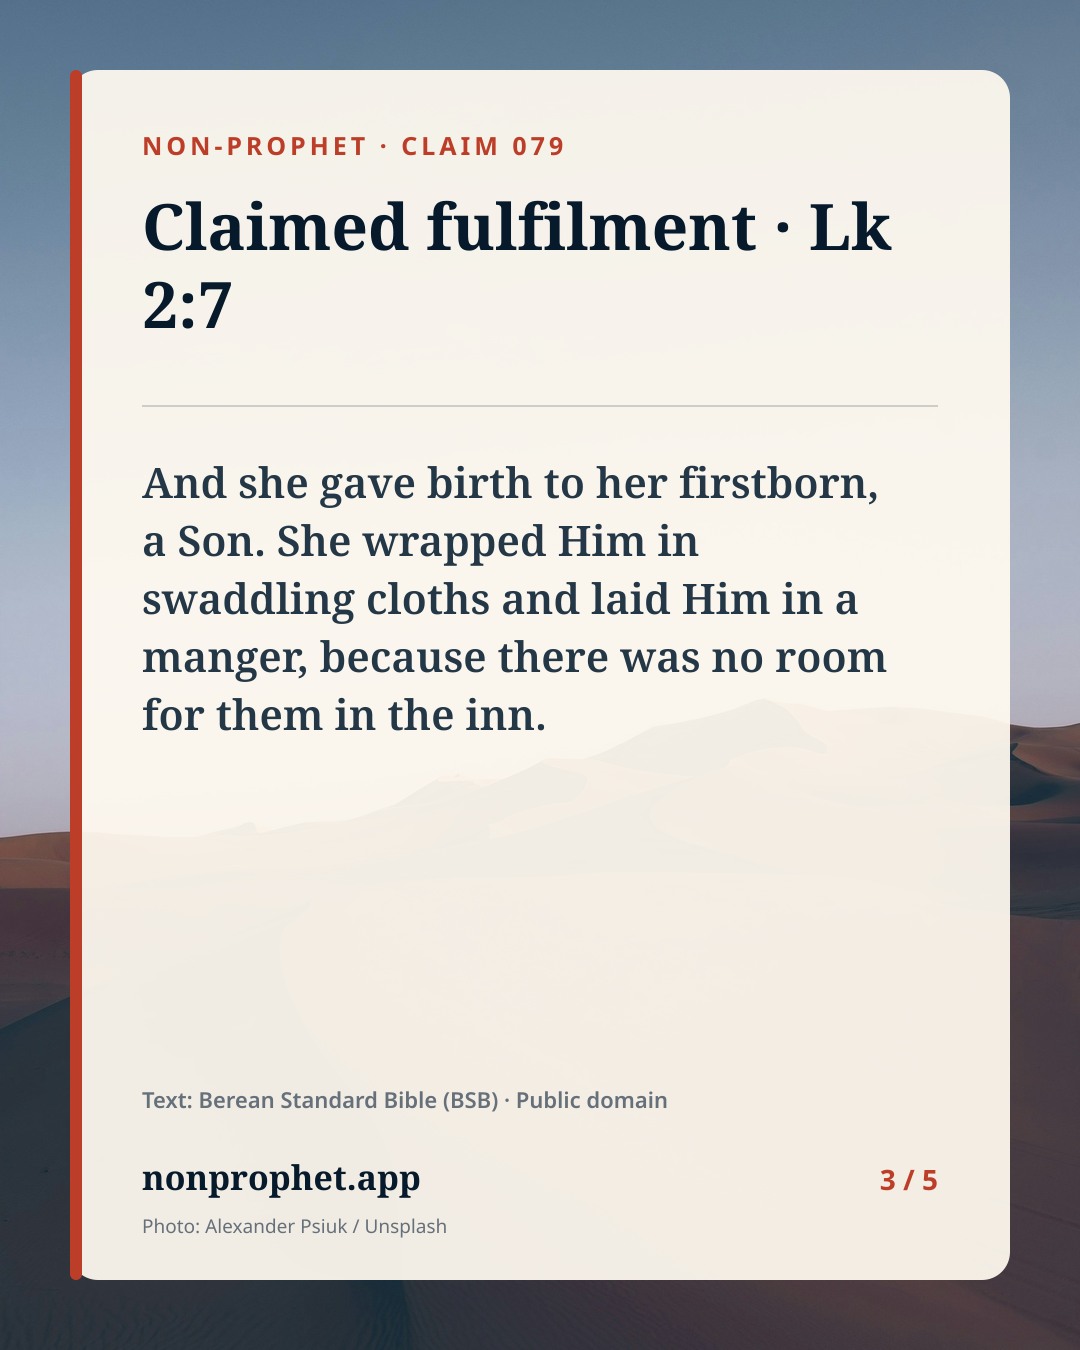 NON-PROPHET · CLAIM 079
Claimed fulfilment · Lk
2:7
And she gave birth to her firstborn,
a Son. She wrapped Him in
swaddling cloths and laid Him in a
manger, because there was no room
for them in the inn.
Text: Berean Standard Bible (BSB) · Public domain
nonprophet.app
3 / 5
Photo: Alexander Psiuk / Unsplash